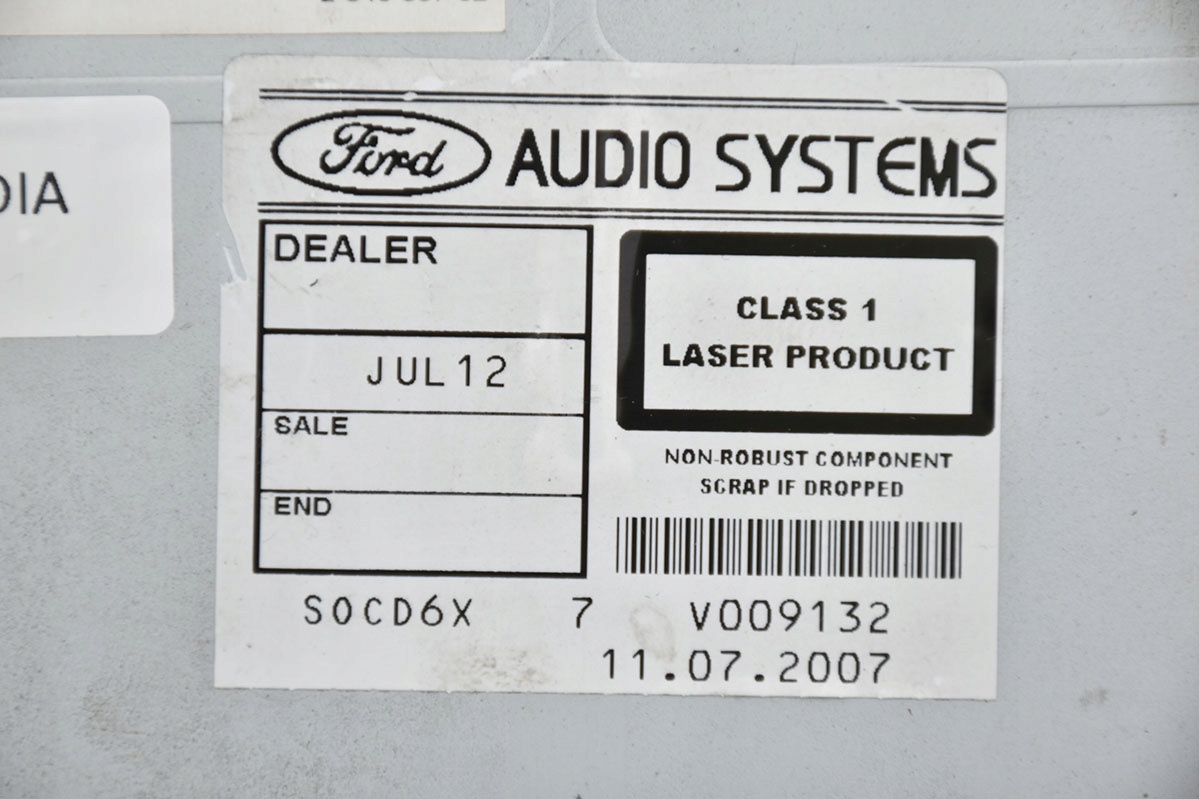 DIA
Ford AUDIO SYSTEMS
DEALER
JUL12
SALE
END
CLASS 1
LASER PRODUCT
NON-ROBUST COMPONENT
SCRAP IF DROPPED
S0CD6X 7 V009132
11.07.2007